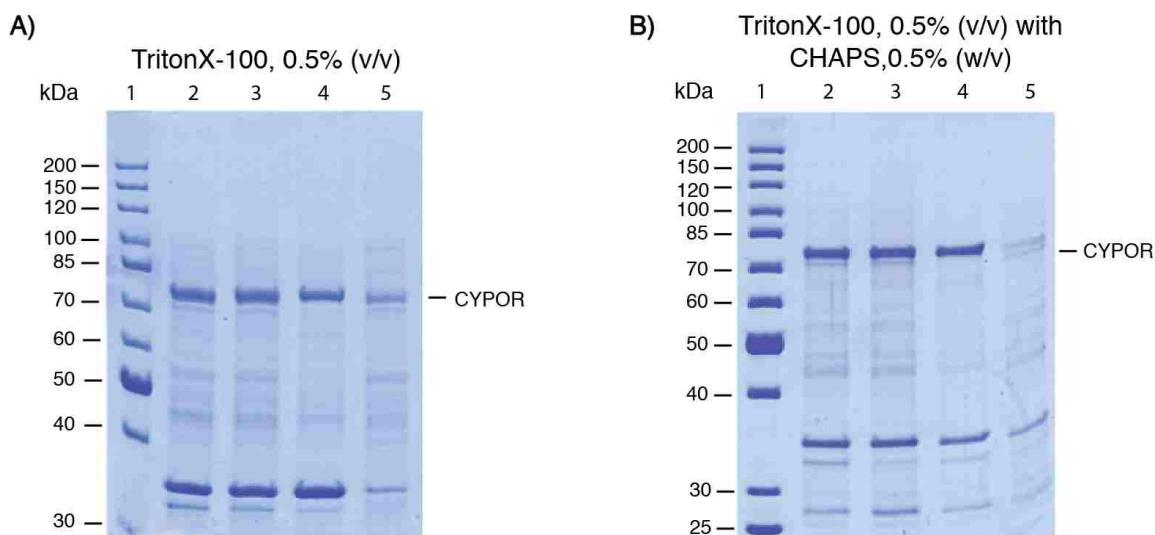 A)
TritonX-100, 0.5% (v/v)
kDa 1 2 3 4 5
200
150
120
100
85
70
60
50
40
30
CYPOR
B)
TritonX-100, 0.5% (v/v) with
CHAPS,0.5% (w/v)
kDa 1 2 3 4 5
200
150
120
100
85
70
60
50
40
30
25
CYPOR